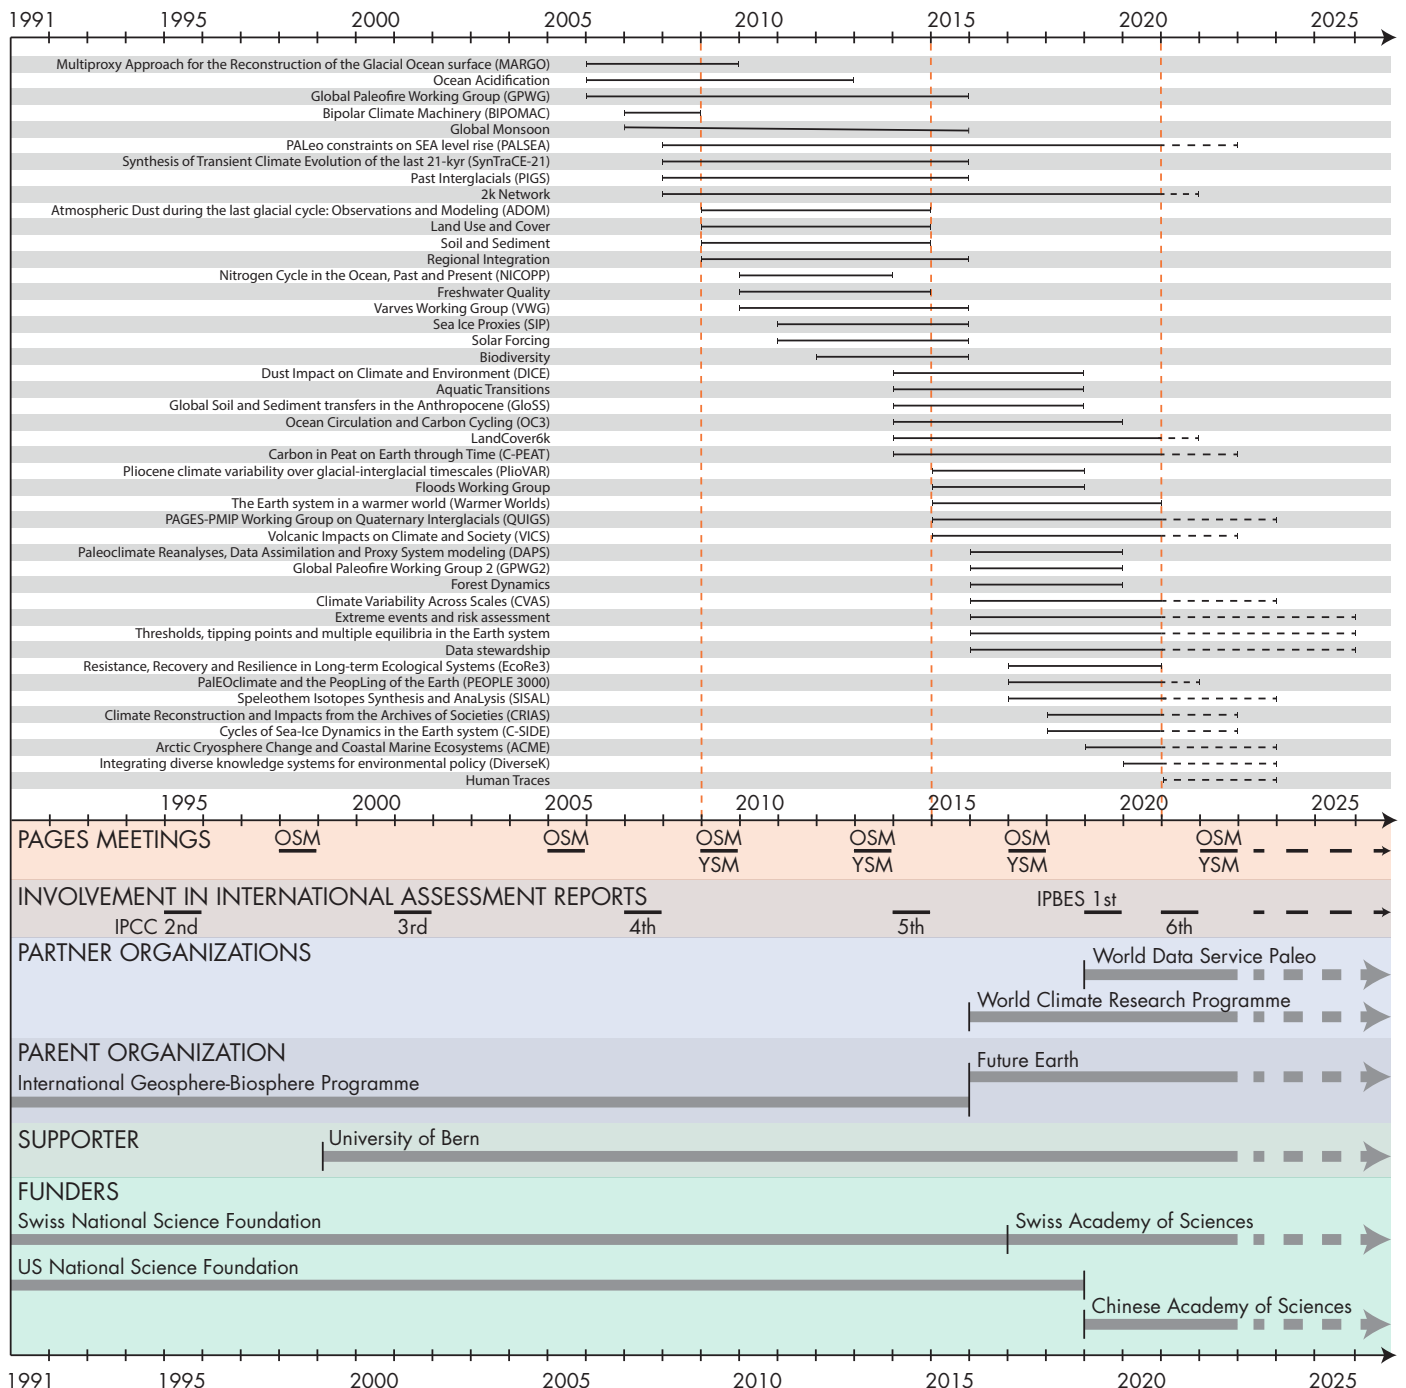 1991 1995 2000 2005 2010 2015 2020 2025
Multiproxy Approach for the Reconstruction of the Glacial Ocean surface (MARGO)
Ocean Acidification
Global Paleofire Working Group (GPWG)
Bipolar Climate Machinery (BIPOMAC)
Global Monsoon
PALeo constraints on SEA level rise (PALSEA)
Synthesis of Transient Climate Evolution of the last 21-kyr (SynTraCE-21)
Past Interglacials (PIGS)
2k Network
Atmospheric Dust during the last glacial cycle: Observations and Modeling (ADOM)
Land Use and Cover
Soil and Sediment
Regional Integration
Nitrogen Cycle in the Ocean, Past and Present (NICOPP)
Freshwater Quality
Varves Working Group (VWG)
Sea Ice Proxies (SIP)
Solar Forcing
Biodiversity
Dust Impact on Climate and Environment (DICE)
Aquatic Transitions
Global Soil and Sediment transfers in the Anthropocene (GloSS)
Ocean Circulation and Carbon Cycling (OC3)
LandCover6k
Carbon in Peat on Earth through Time (C-PEAT)
Pliocene climate variability over glacial-interglacial timescales (PlioVAR)
Floods Working Group
The Earth system in a warmer world (Warmer Worlds)
PAGES-PMIP Working Group on Quaternary Interglacials (QUIGS)
Volcanic Impacts on Climate and Society (VICS)
Paleoclimate Reanalyses, Data Assimilation and Proxy System modeling (DAPS)
Global Paleofire Working Group 2 (GPWG2)
Forest Dynamics
Climate Variability Across Scales (CVAS)
Extreme events and risk assessment
Thresholds, tipping points and multiple equilibria in the Earth system
Data stewardship
Resistance, Recovery and Resilience in Long-term Ecological Systems (EcoRe3)
PalEOclimate and the PeopLing of the Earth (PEOPLE 3000)
Speleothem Isotopes Synthesis and AnaLysis (SISAL)
Climate Reconstruction and Impacts from the Archives of Societies (CRIAS)
Cycles of Sea-Ice Dynamics in the Earth system (C-SIDE)
Arctic Cryosphere Change and Coastal Marine Ecosystems (ACME)
Integrating diverse knowledge systems for environmental policy (DiverseK)
Human Traces
1995 2000 2005 2010 2015 2020 2025
PAGES MEETINGS OSM OSM OSM OSM OSM OSM
YSM YSM YSM YSM
INVOLVEMENT IN INTERNATIONAL ASSESSMENT REPORTS IPBES 1st
IPCC 2nd 3rd 4th 5th 6th
PARTNER ORGANIZATIONS
World Data Service Paleo
World Climate Research Programme
PARENT ORGANIZATION
Future Earth
International Geosphere-Biosphere Programme
SUPPORTER University of Bern
FUNDERS
Swiss National Science Foundation Swiss Academy of Sciences
US National Science Foundation
Chinese Academy of Sciences
1991 1995 2000 2005 2010 2015 2020 2025